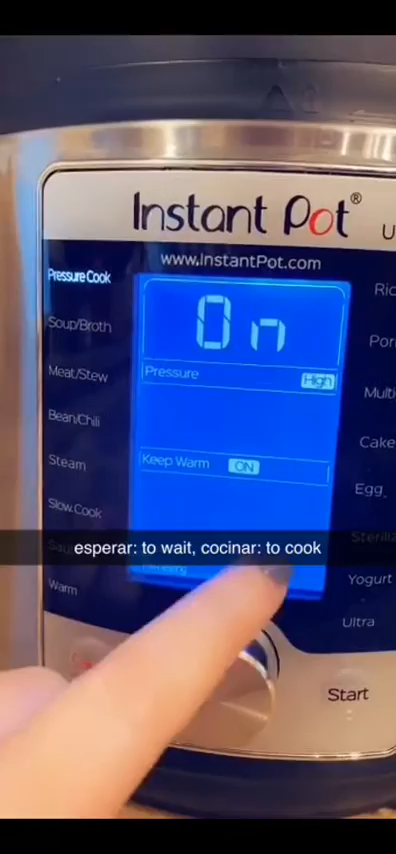 Instant Pot®
www.InstantPot.com
Pressure Cook
Soup/Broth
Meat/Stew
Bean/Chili
Steam
Slow Cook
Warm
On
Pressure
High
Keep Warm ON
esperar: to wait, cocinar: to cook
Cake
Egg
Yogurt
Ultra
Start